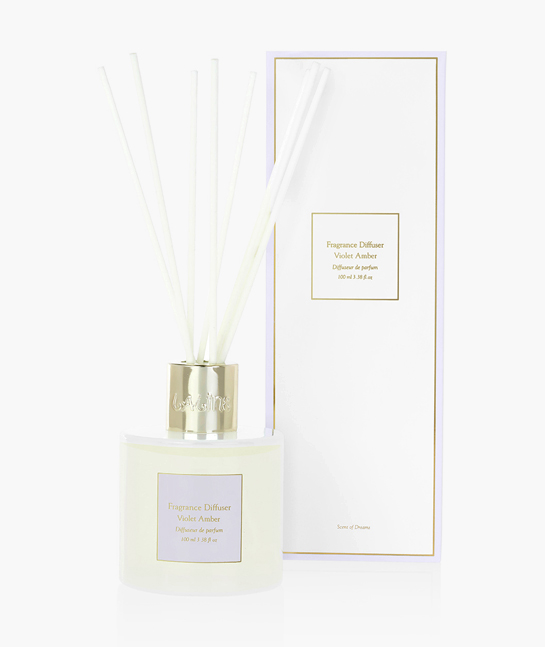 Fragrance Diffuser
Violet Amber
Diffuseur de parfum
100 ml 3.38 fl.oz
Fragrance Diffuser
Violet Amber
Diffuseur de parfum
100 ml 3.38 fl.oz
Scent of Dreams